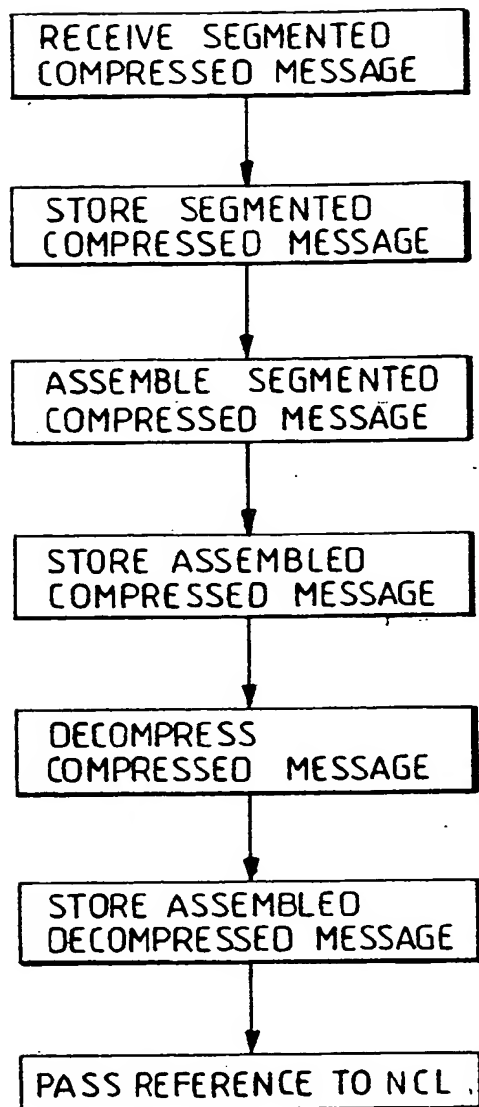 RECEIVE SEGMENTED
COMPRESSED MESSAGE
STORE SEGMENTED
COMPRESSED MESSAGE
ASSEMBLE SEGMENTED
COMPRESSED MESSAGE
STORE ASSEMBLED
COMPRESSED MESSAGE
DECOMPRESS
COMPRESSED MESSAGE
STORE ASSEMBLED
DECOMPRESSED MESSAGE
PASS REFERENCE TO NCL